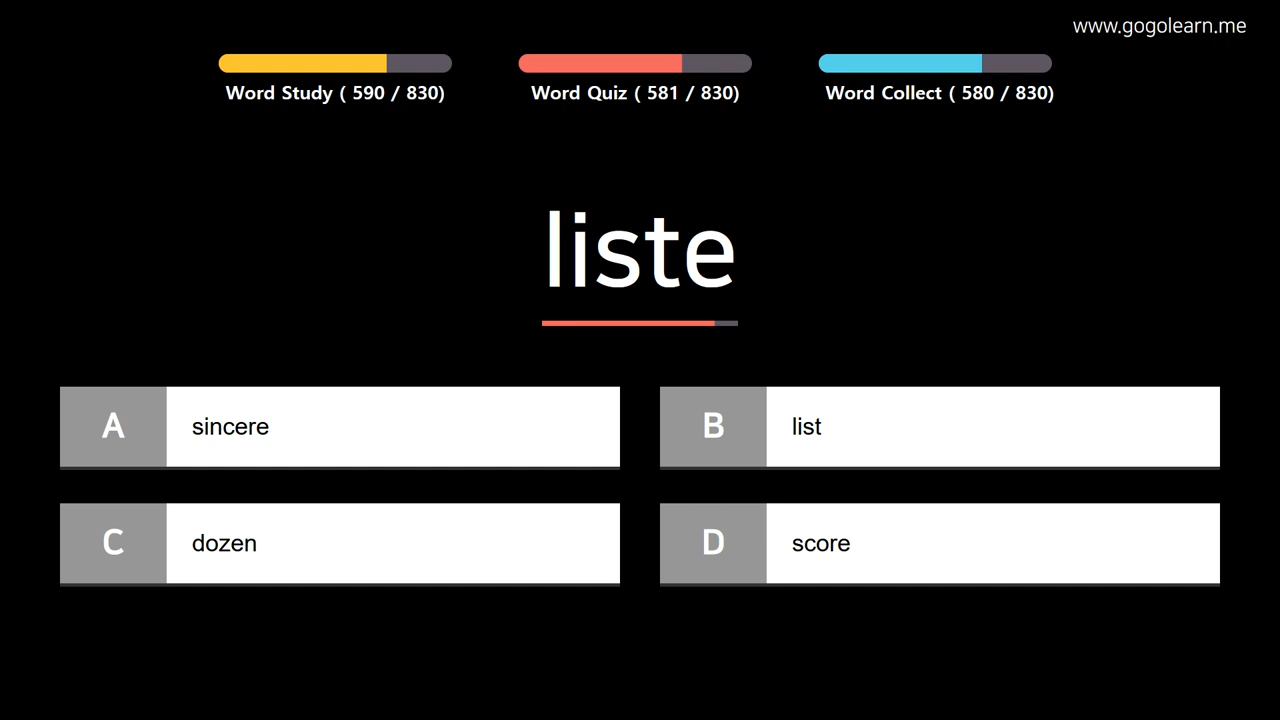 www.gogolearn.me
Word Study ( 590 / 830)
Word Quiz ( 581 / 830)
Word Collect ( 580 / 830)
liste
A sincere
B list
C dozen
D score